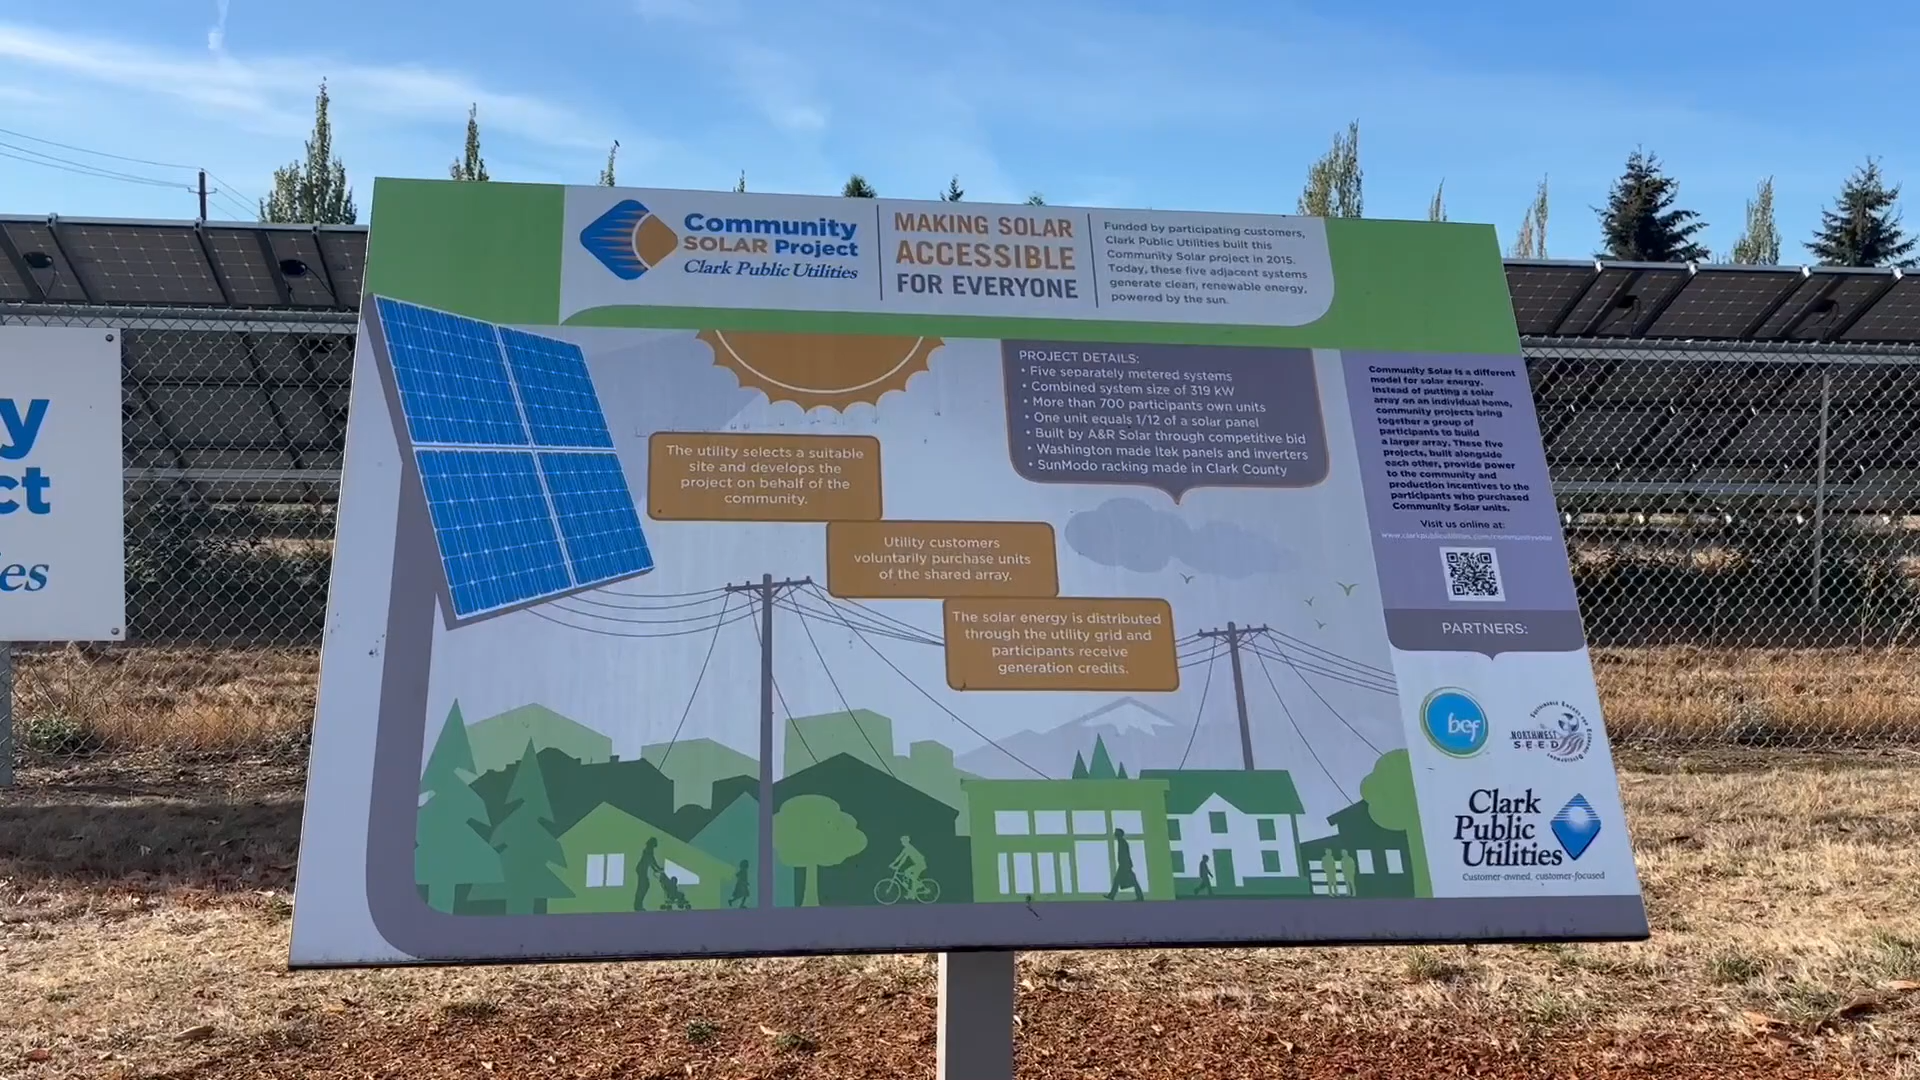 Community
SOLAR Project
Clark Public Utilities
MAKING SOLAR
ACCESSIBLE
FOR EVERYONE
Funded by participating customers,
Clark Public Utilities built this
Community Solar project in 2015.
Today, these five adjacent systems
generate clean, renewable energy,
powered by the sun.
y
ct
es
The utility selects a suitable
site and develops the
project on behalf of the
community.
Utility customers
voluntarily purchase units
of the shared array.
The solar energy is distributed
through the utility grid and
participants receive
generation credits.
PROJECT DETAILS:
• Five separately metered systems
• Combined system size of 319 kW
• More than 700 participants own units
• One unit equals 1/12 of a solar panel
• Built by A&R Solar through competitive bid
• Washington made Itek panels and inverters
• SunModo racking made in Clark County
Community Solar is a different
model for solar energy.
Instead of putting a solar
array on an individual home,
community projects bring
together a group of
participants to build
a larger array. These five
projects, built alongside
each other, provide power
to the community and
production incentives to the
participants who purchased
Community Solar units.
Visit us online at:
www.clarkpublicutilities.com/communitysolar
PARTNERS:
bef
NORTHWEST
SEED
SUSTAINABLE ENERGY FOR ECONOMIC DEVELOPMENT
Clark
Public
Utilities
Customer-owned, customer-focused